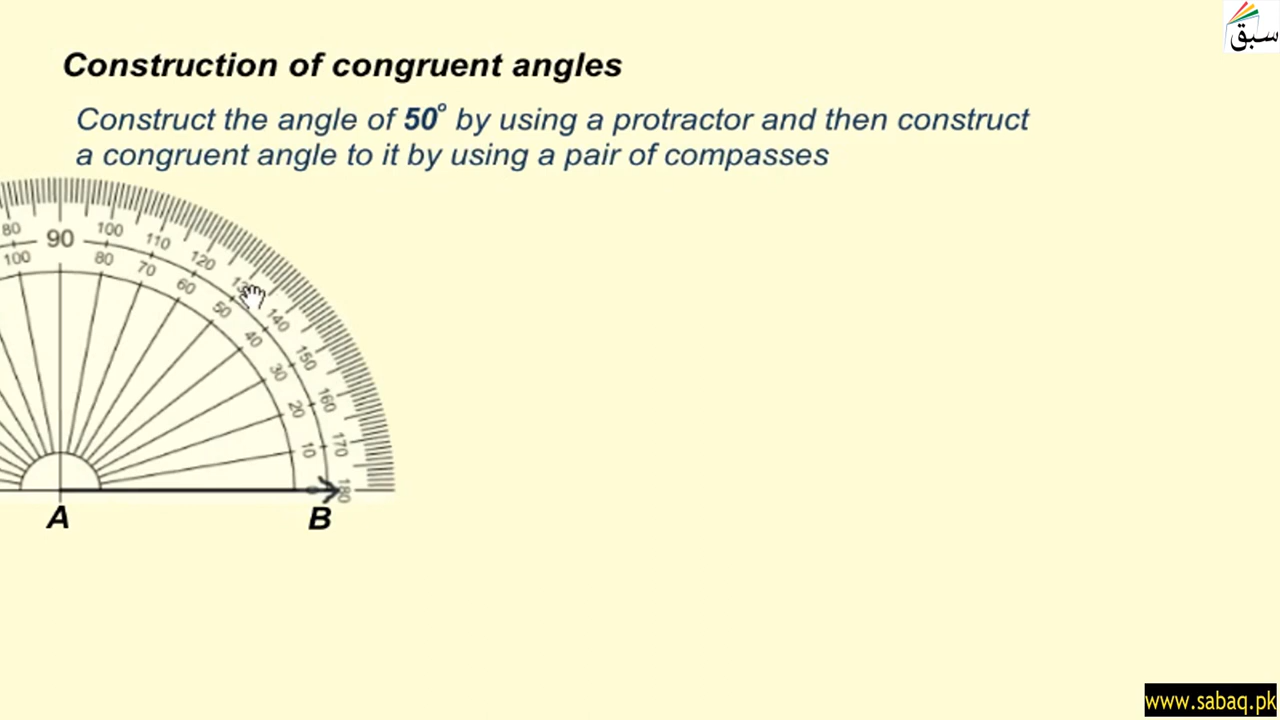 سبق
Construction of congruent angles
Construct the angle of 50° by using a protractor and then construct
a congruent angle to it by using a pair of compasses
80 90 100 110 120 140 150 160 170 180
100 80 70 60 50 40 30 20 10 0
A B
www.sabaq.pk